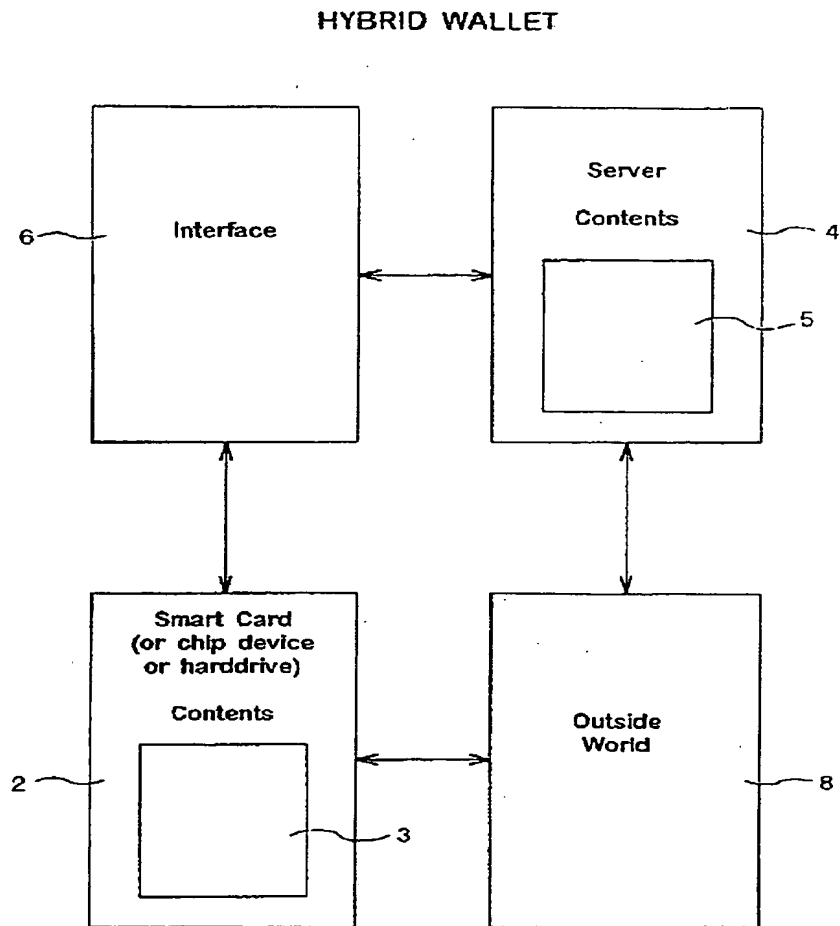 HYBRID WALLET
Interface
6
Server
Contents
4
5
Smart Card
(or chip device
or harddrive)
Contents
2
3
Outside
World
8